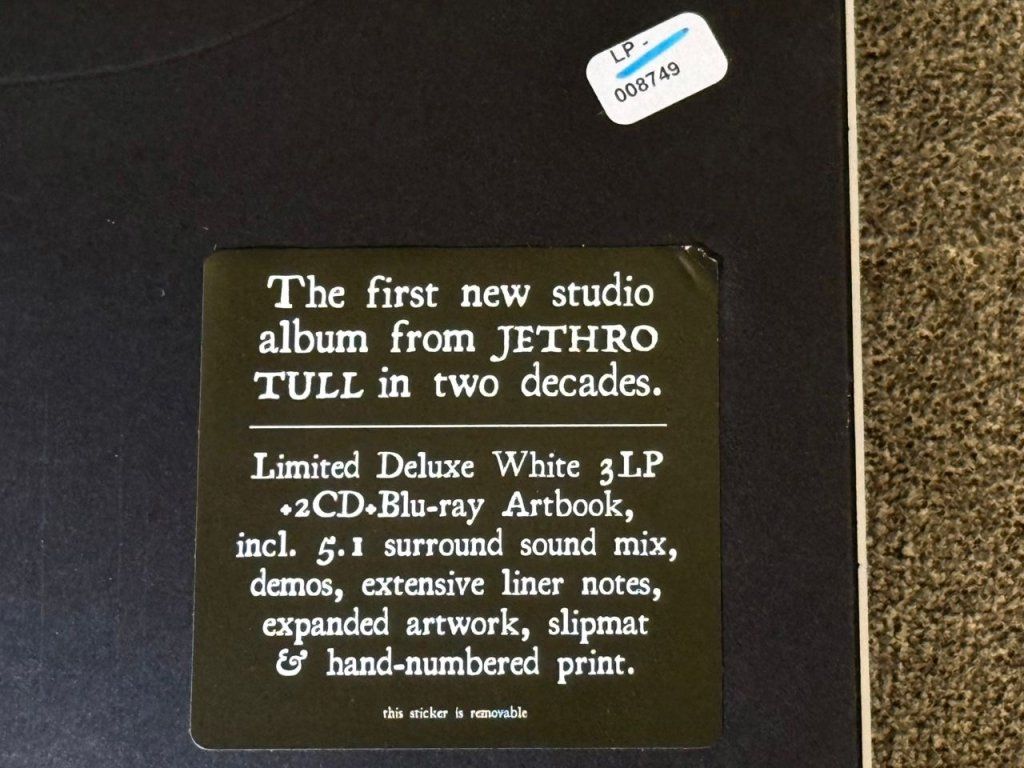 LP -
008749
The first new studio
album from JETHRO
TULL in two decades.
Limited Deluxe White 3LP
+2CD+Blu-ray Artbook,
incl. 5.1 surround sound mix,
demos, extensive liner notes,
expanded artwork, slipmat
& hand-numbered print.
this sticker is removable